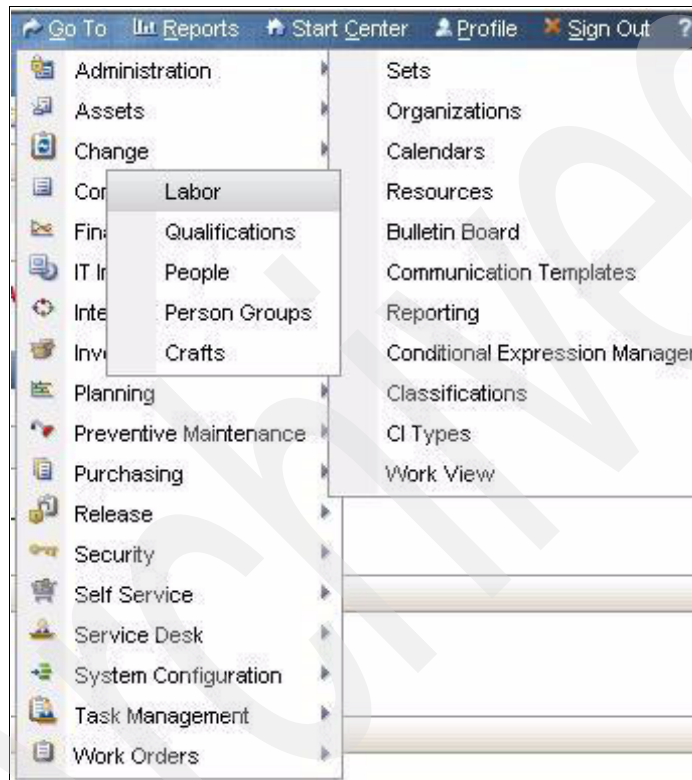 Go To Reports Start Center Profile Sign Out ?
Administration
Assets
Change
Planning
Preventive Maintenance
Purchasing
Release
Security
Self Service
Service Desk
System Configuration
Task Management
Work Orders
Sets
Organizations
Calendars
Resources
Bulletin Board
Communication Templates
Reporting
Conditional Expression Manager
Classifications
CI Types
Work View
Labor
Qualifications
People
Person Groups
Crafts